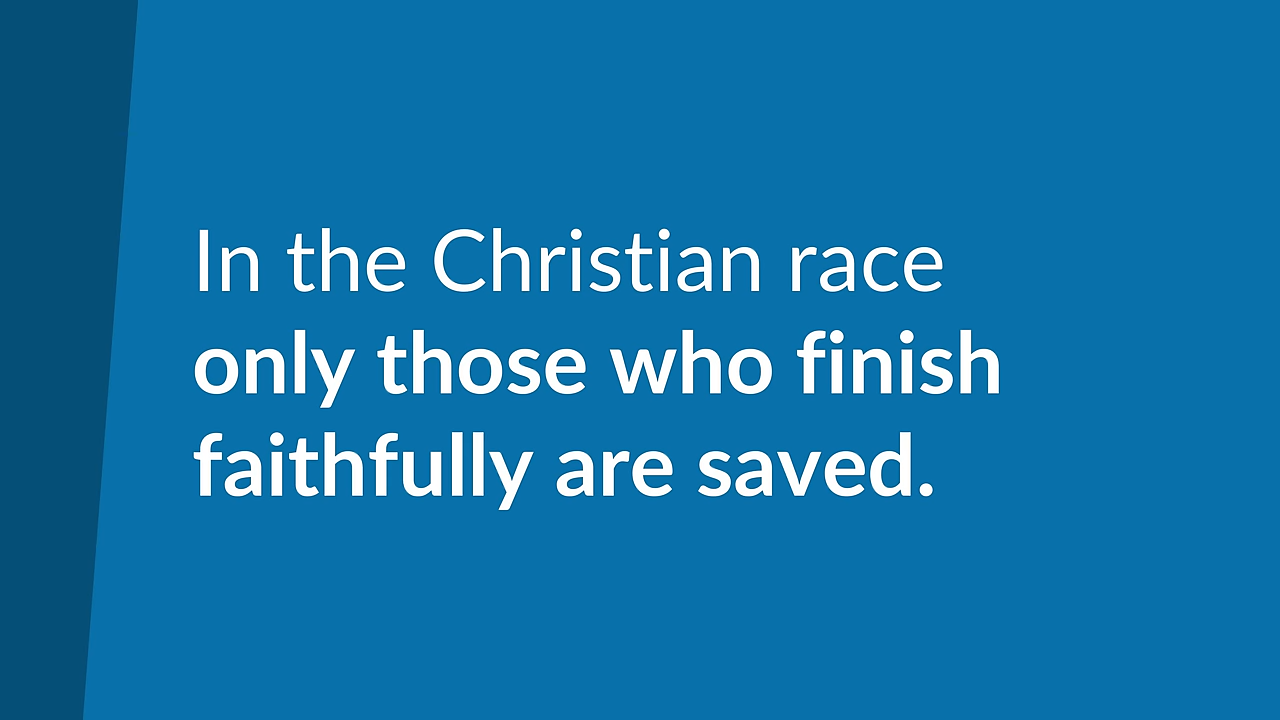 In the Christian race
only those who finish
faithfully are saved.